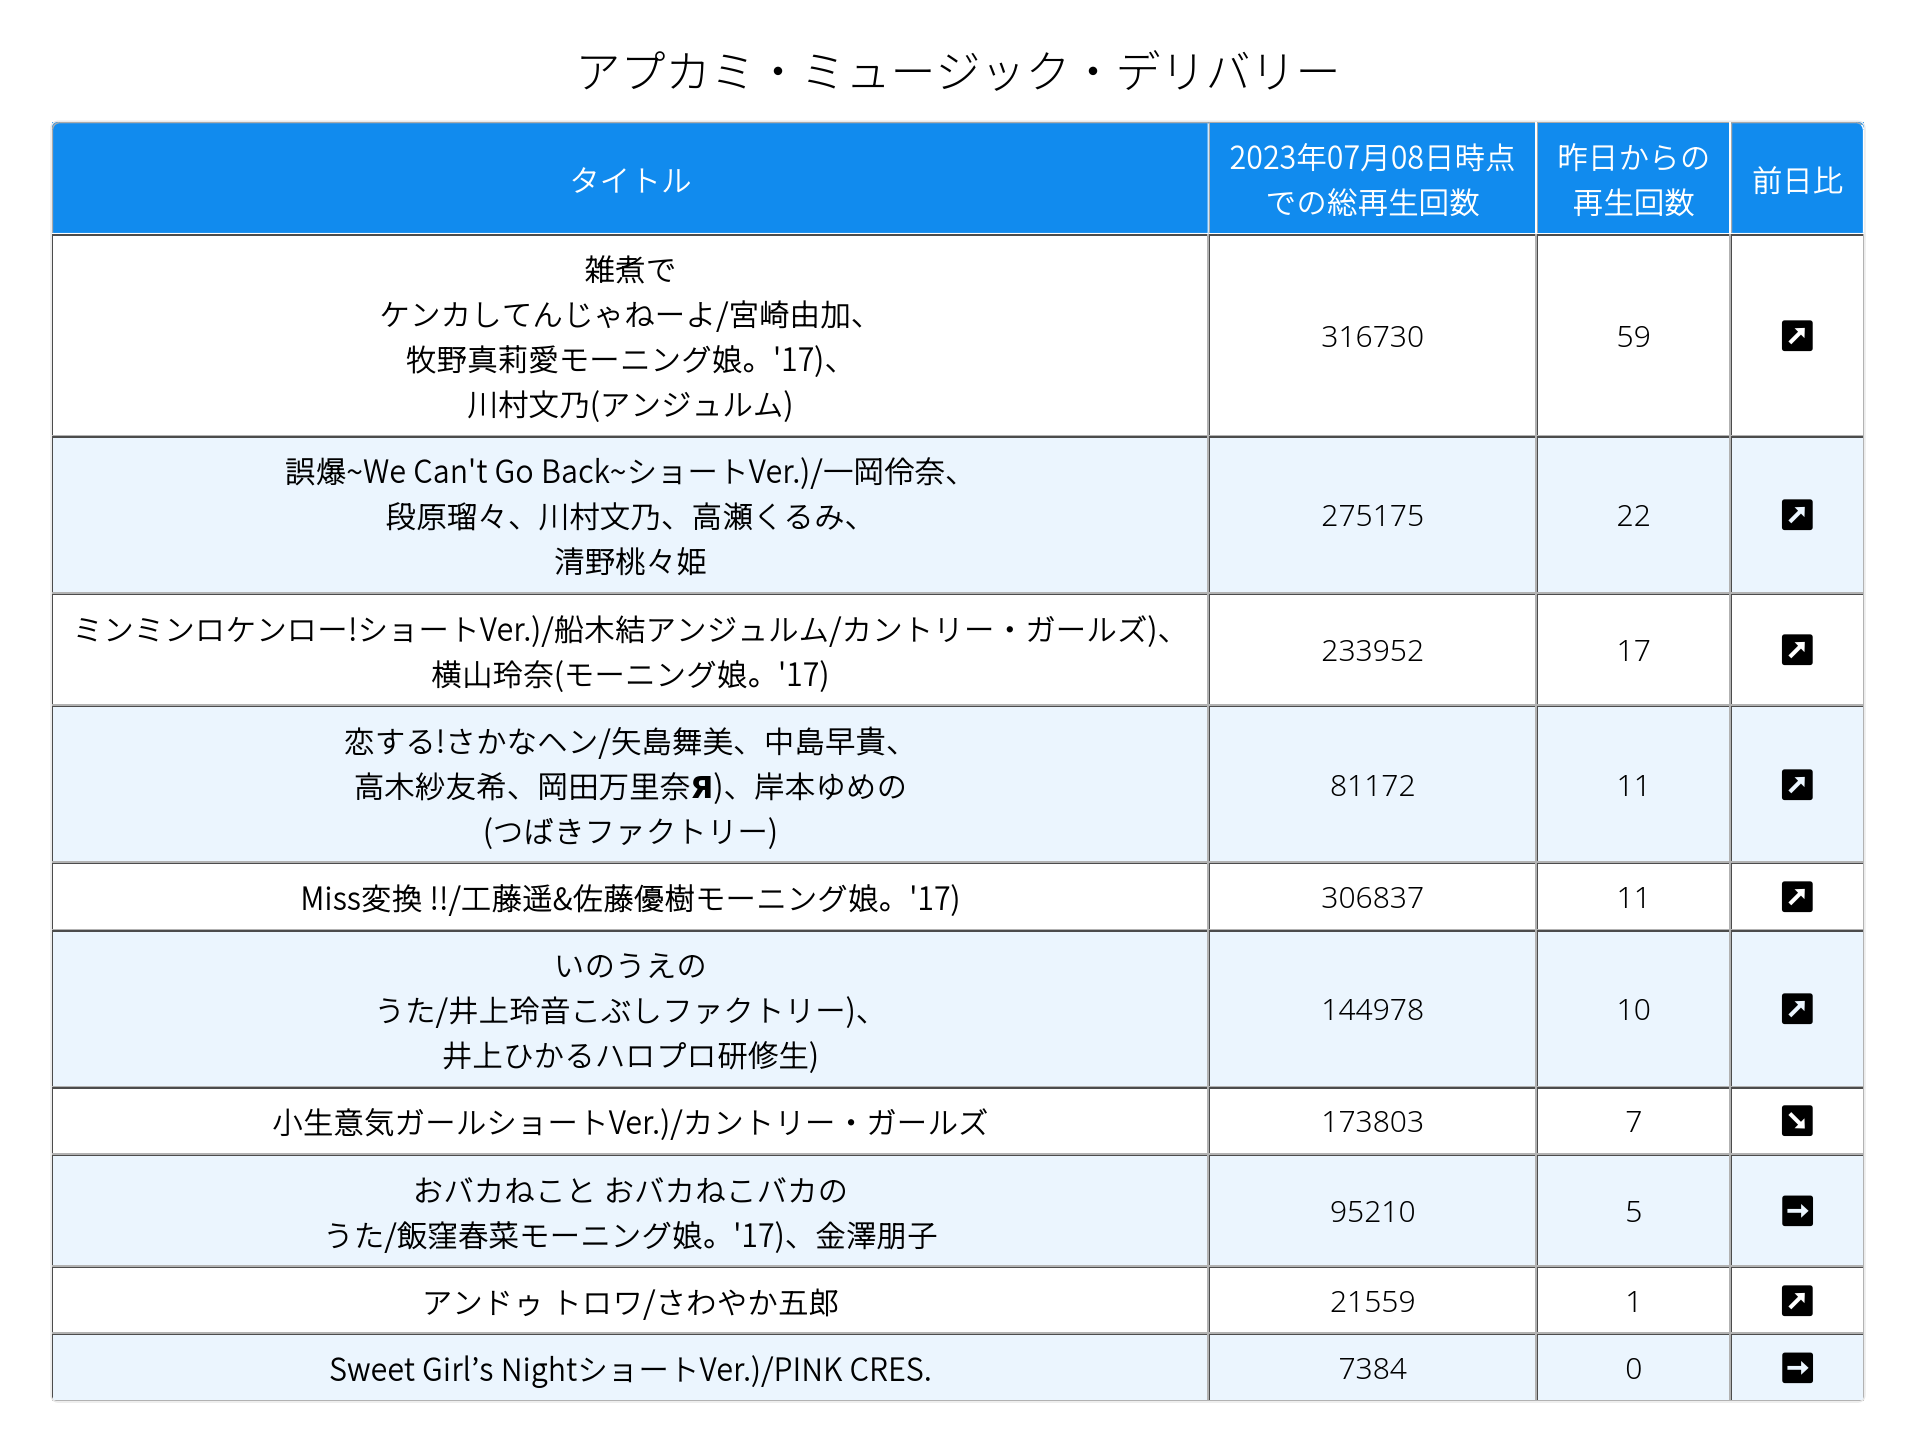 アプカミ・ミュージック・デリバリー
タイトル
2023年07月08日時点
での総再生回数
昨日からの
再生回数
前日比
雑煮で
ケンカしてんじゃねーよ/宮崎由加、
牧野真莉愛モーニング娘。'17)、
川村文乃(アンジュルム)
316730
59
誤爆~We Can't Go Back~ショートVer.)/一岡伶奈、
段原瑠々、川村文乃、高瀬くるみ、
清野桃々姫
275175
22
ミンミンロケンロー!ショートVer.)/船木結アンジュルム/カントリー・ガールズ)、
横山玲奈(モーニング娘。'17)
233952
17
恋する!さかなヘン/矢島舞美、中島早貴、
高木紗友希、岡田万里奈Я)、岸本ゆめの
(つばきファクトリー)
81172
11
Miss変換 !!/工藤遥&佐藤優樹モーニング娘。'17)
306837
11
いのうえの
うた/井上玲音こぶしファクトリー)、
井上ひかるハロプロ研修生)
144978
10
小生意気ガールショートVer.)/カントリー・ガールズ
173803
7
おバカねこと おバカねこバカの
うた/飯窪春菜モーニング娘。'17)、金澤朋子
95210
5
アンドゥ トロワ/さわやか五郎
21559
1
Sweet Girl’s NightショートVer.)/PINK CRES.
7384
0